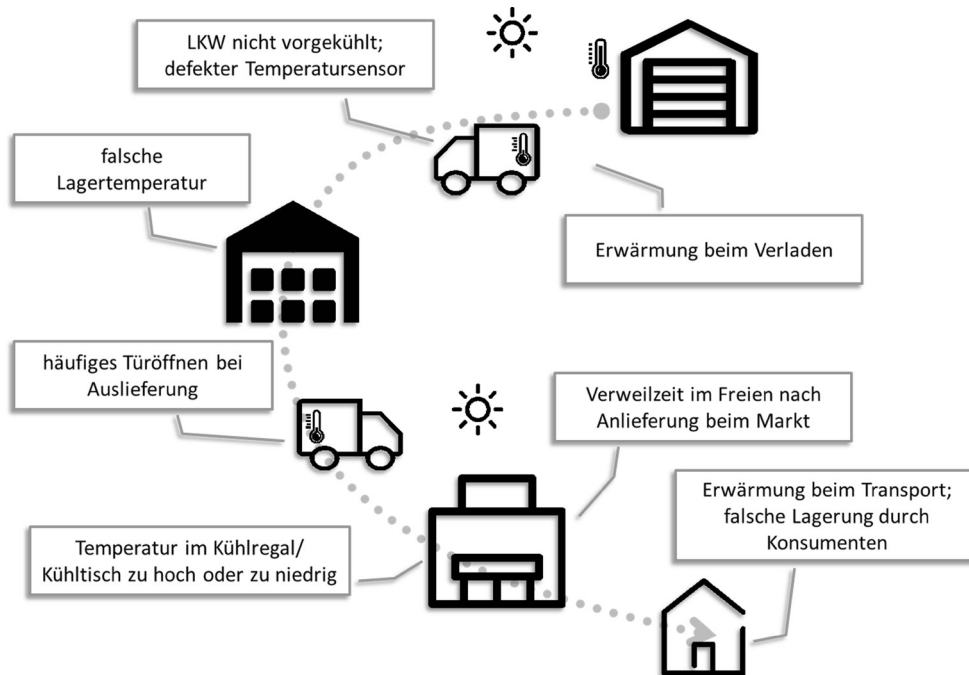 LKW nicht vorgekühlt;
defekter Temperatursensor
falsche
Lagertemperatur
Erwärmung beim Verladen
häufiges Türöffnen bei
Auslieferung
Verweilzeit im Freien nach
Anlieferung beim Markt
Erwärmung beim Transport;
falsche Lagerung durch
Konsumenten
Temperatur im Kühlregal/
Kühltisch zu hoch oder zu niedrig